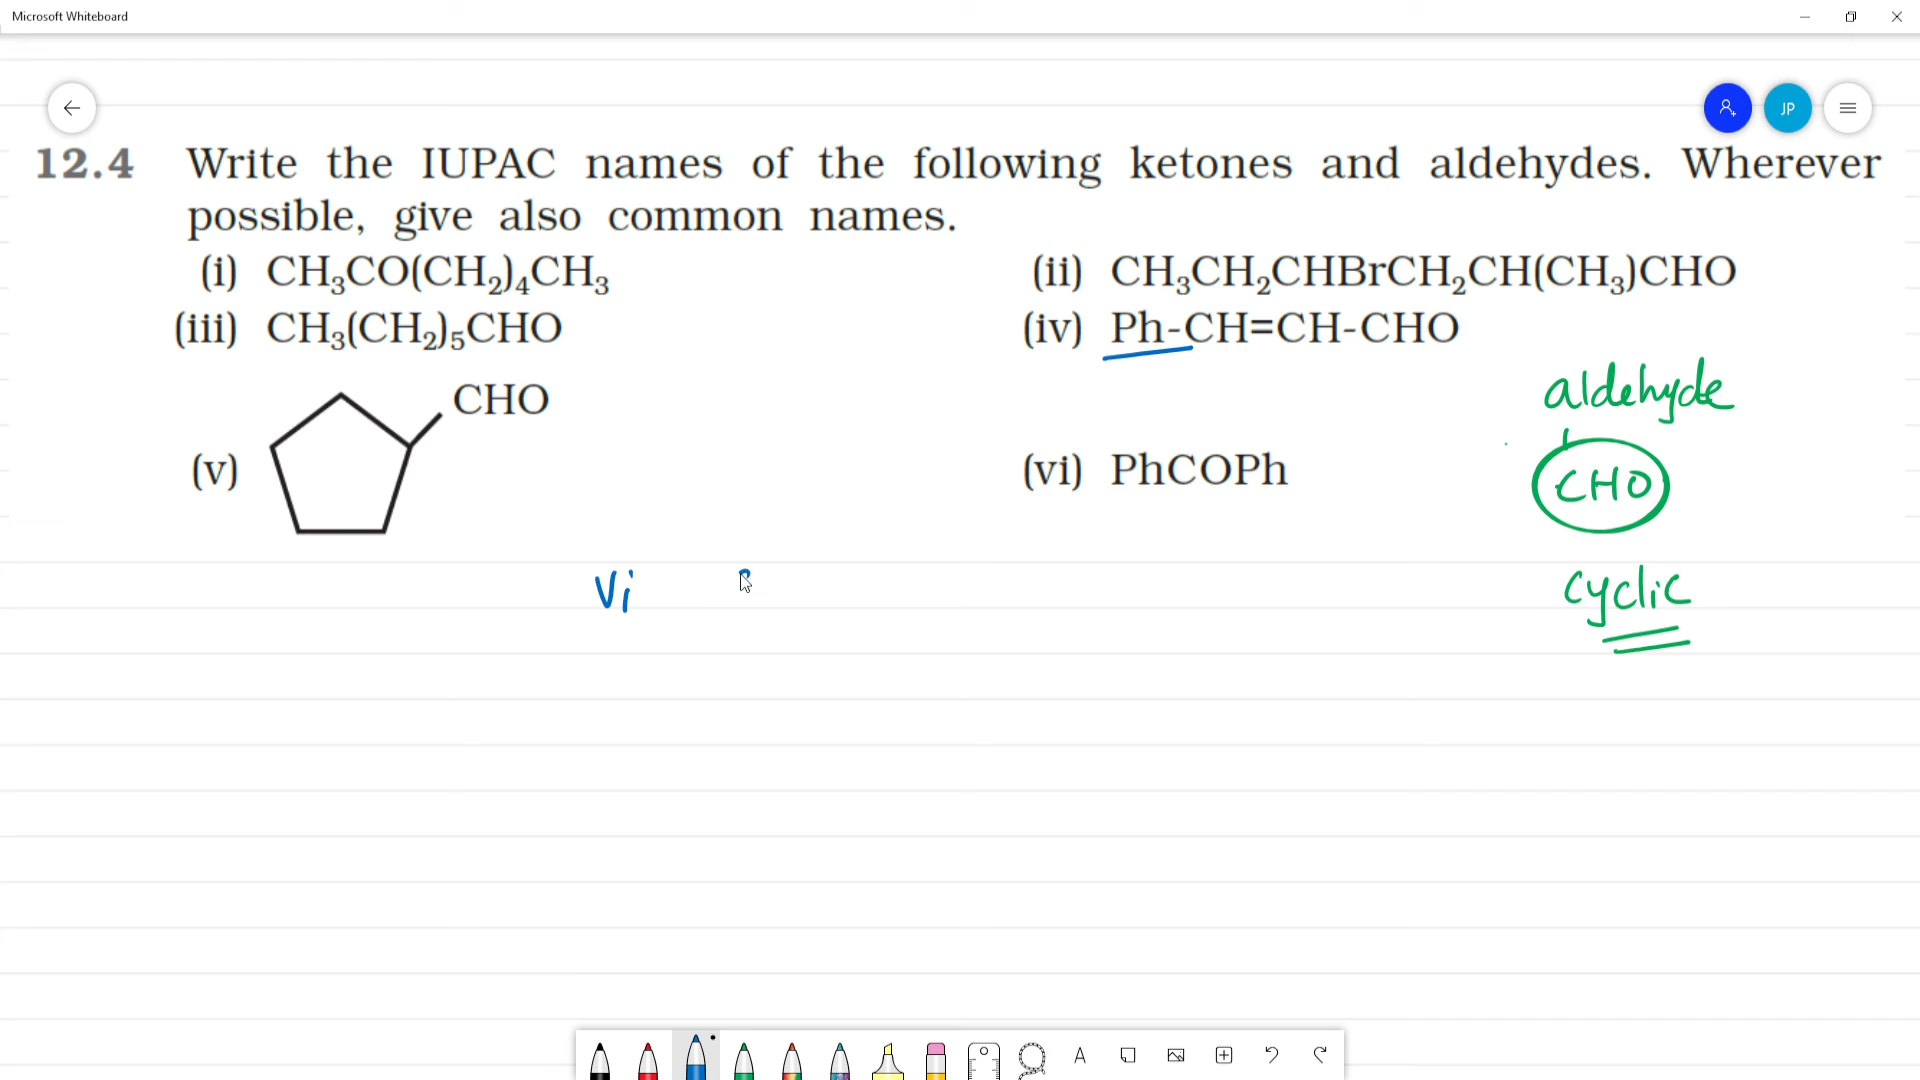 Microsoft Whiteboard
JP
12.4 Write the IUPAC names of the following ketones and aldehydes. Wherever
possible, give also common names.
(i) CH₃CO(CH₂)₄CH₃ (ii) CH₃CH₂CHBrCH₂CH(CH₃)CHO
(iii) CH₃(CH₂)₅CHO (iv) Ph-CH=CH-CHO
aldehyde
CHO
(v) (vi) PhCOPh
CHO
Vi
cyclic
A